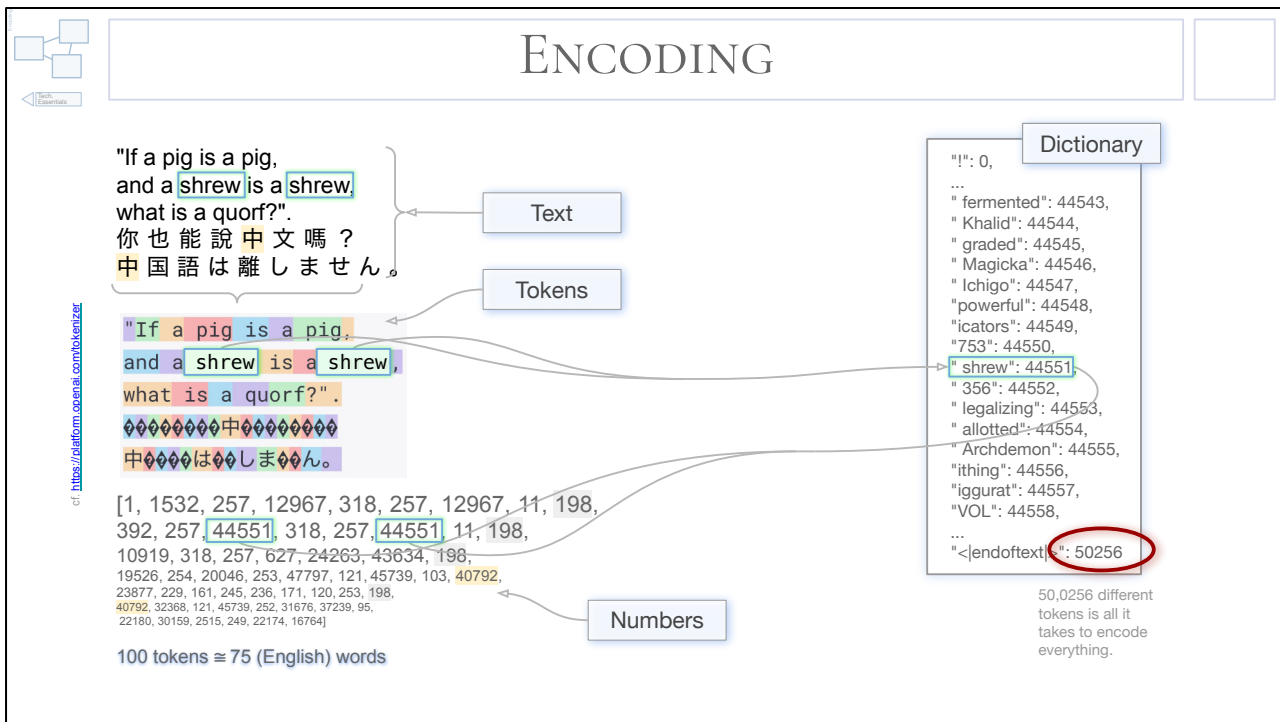 Tech.
Essentials
ENCODING
"If a pig is a pig,
and a shrew is a shrew,
what is a quorf?".
你也能說中文嗎？
中国語は離しません。
Text
Tokens
"If a pig is a pig,
and a shrew is a shrew,
what is a quorf?".
��������中��������
中����は��しま��ん。
cf. https://platform.openai.com/tokenizer
[1, 1532, 257, 12967, 318, 257, 12967, 11, 198,
392, 257, 44551, 318, 257, 44551, 11, 198,
10919, 318, 257, 627, 24263, 43634, 198,
19526, 254, 20046, 253, 47797, 121, 45739, 103, 40792,
23877, 229, 161, 245, 236, 171, 120, 253, 198,
40792, 32368, 121, 45739, 252, 31676, 37239, 95,
22180, 30159, 2515, 249, 22174, 16764]
Numbers
100 tokens ≅ 75 (English) words
Dictionary
"!": 0,
...
" fermented": 44543,
" Khalid": 44544,
" graded": 44545,
" Magicka": 44546,
" Ichigo": 44547,
"powerful": 44548,
"icators": 44549,
"753": 44550,
" shrew": 44551,
" 356": 44552,
" legalizing": 44553,
" allotted": 44554,
" Archdemon": 44555,
"ithing": 44556,
"iggurat": 44557,
"VOL": 44558,
...
"<|endoftext|>": 50256
50,0256 different
tokens is all it
takes to encode
everything.